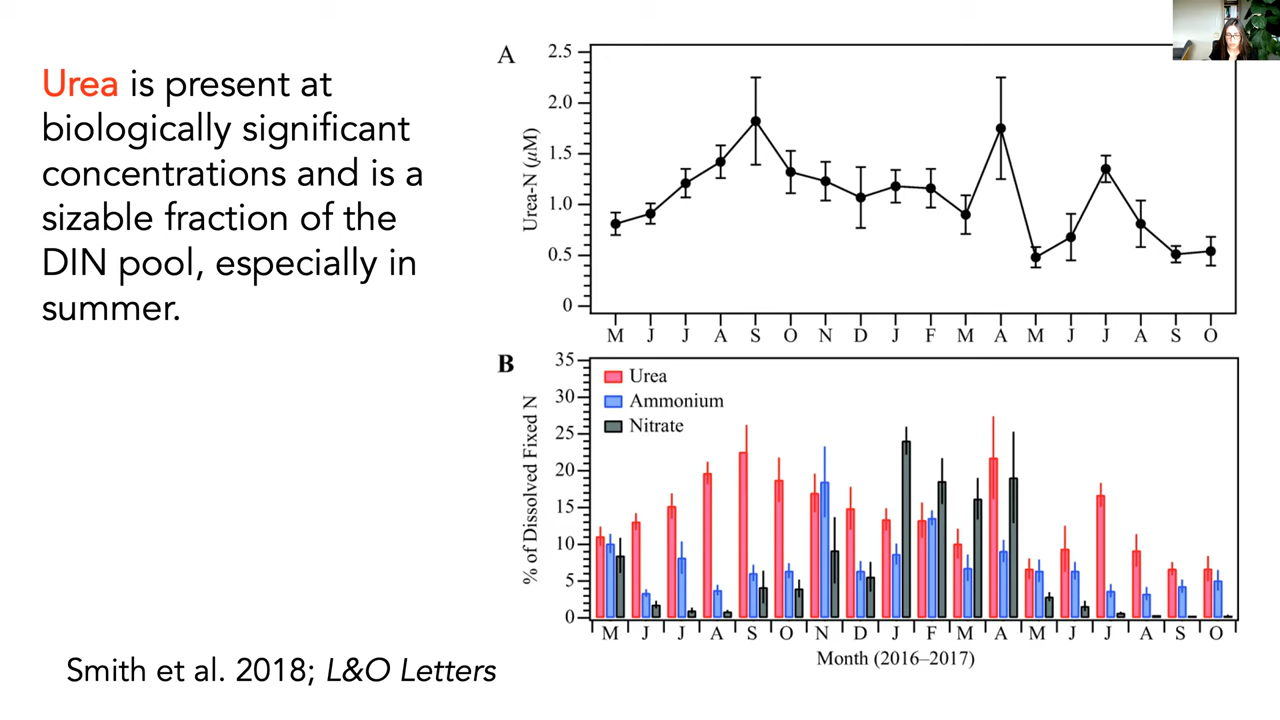 Urea is present at
biologically significant
concentrations and is a
sizable fraction of the
DIN pool, especially in
summer.
A
Urea-N (μM)
2.5
2.0
1.5
1.0
0.5
0
M J J A S O N D J F M A M J J A S O
B
% of Dissolved Fixed N
35
30
25
20
15
10
5
0
Urea
Ammonium
Nitrate
M J J A S O N D J F M A M J J A S O
Month (2016–2017)
Smith et al. 2018; L&O Letters